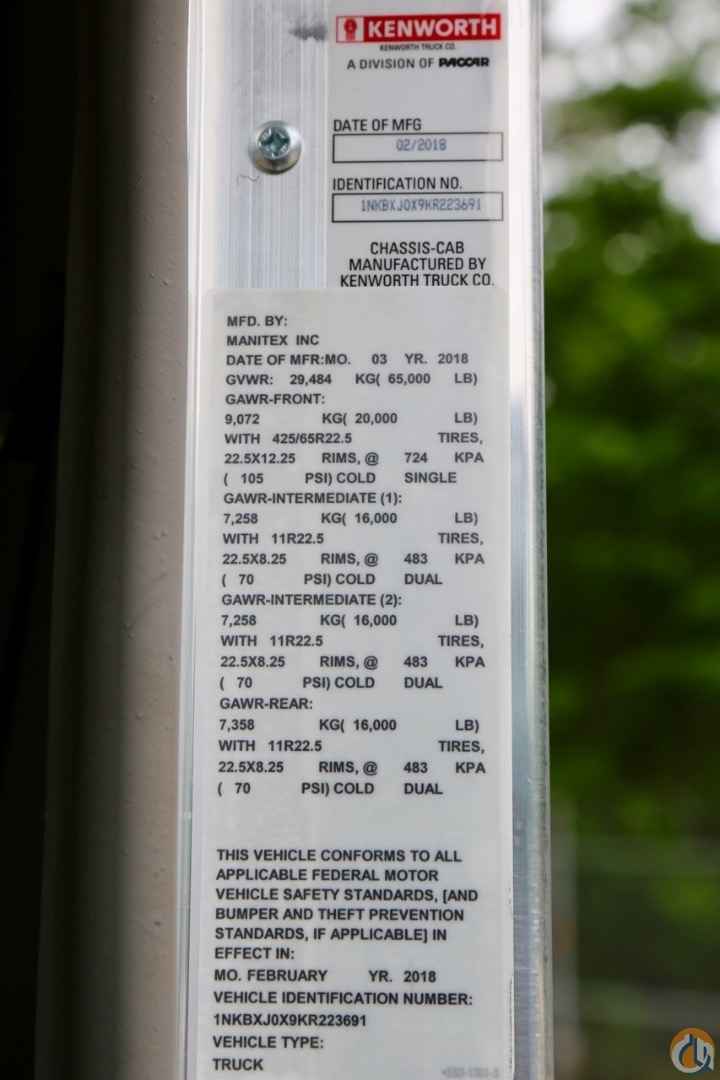 KENWORTH
KENWORTH TRUCK CO.
A DIVISION OF PACCAR
DATE OF MFG
02/2018
IDENTIFICATION NO.
1NKBXJ0X9KR223691
CHASSIS-CAB
MANUFACTURED BY
KENWORTH TRUCK CO.
MFD. BY:
MANITEX INC
DATE OF MFR:MO. 03 YR. 2018
GVWR: 29,484 KG( 65,000 LB)
GAWR-FRONT:
9,072 KG( 20,000 LB)
WITH 425/65R22.5 TIRES,
22.5X12.25 RIMS, @ 724 KPA
( 105 PSI) COLD SINGLE
GAWR-INTERMEDIATE (1):
7,258 KG( 16,000 LB)
WITH 11R22.5 TIRES,
22.5X8.25 RIMS, @ 483 KPA
( 70 PSI) COLD DUAL
GAWR-INTERMEDIATE (2):
7,258 KG( 16,000 LB)
WITH 11R22.5 TIRES,
22.5X8.25 RIMS, @ 483 KPA
( 70 PSI) COLD DUAL
GAWR-REAR:
7,358 KG( 16,000 LB)
WITH 11R22.5 TIRES,
22.5X8.25 RIMS, @ 483 KPA
( 70 PSI) COLD DUAL
THIS VEHICLE CONFORMS TO ALL
APPLICABLE FEDERAL MOTOR
VEHICLE SAFETY STANDARDS, [AND
BUMPER AND THEFT PREVENTION
STANDARDS, IF APPLICABLE] IN
EFFECT IN:
MO. FEBRUARY YR. 2018
VEHICLE IDENTIFICATION NUMBER:
1NKBXJ0X9KR223691
VEHICLE TYPE:
TRUCK